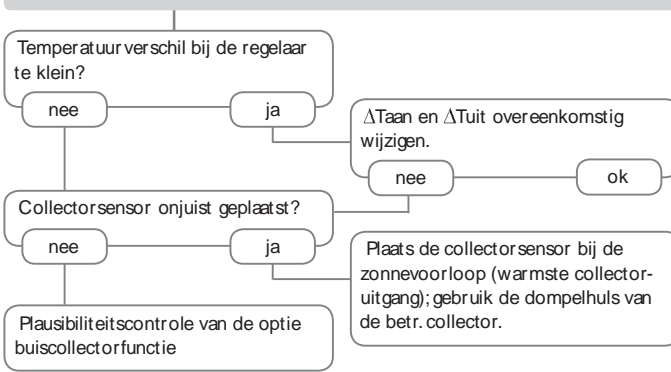 Temperatuurverschil bij de regelaar
te klein?
nee
ja
ΔTaan en ΔTuit overeenkomstig
wijzigen.
nee
ok
Collectorsensor onjuist geplaatst?
nee
ja
Plaats de collectorsensor bij de
zonnevoorloop (warmste collector-
uitgang); gebruik de dompelhuls van
de betr. collector.
Plausibiliteitscontrole van de optie
buiscollectorfunctie